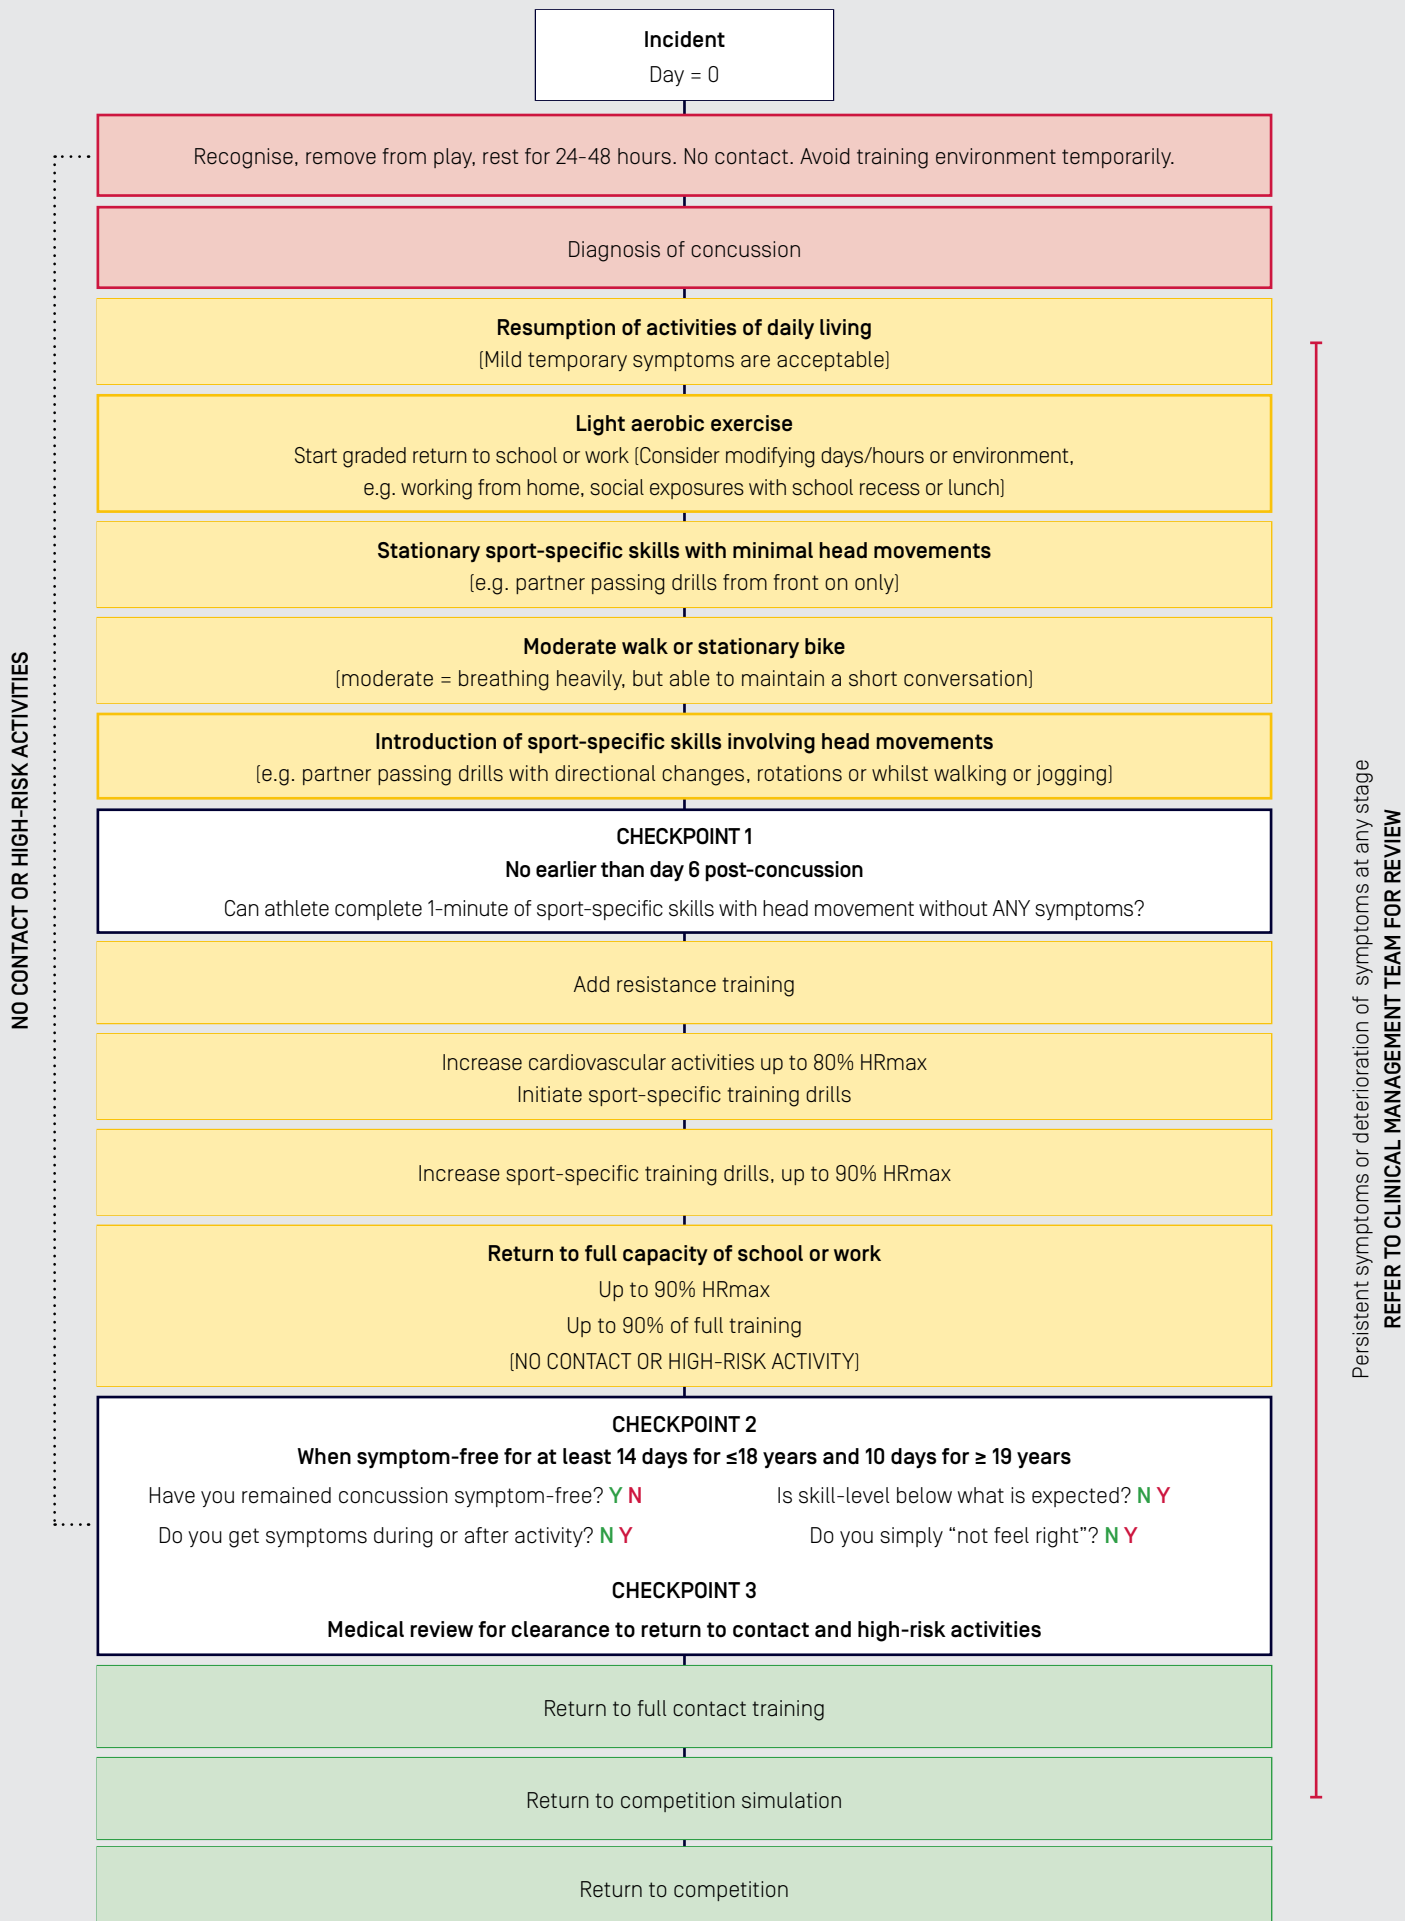 Incident
Day = 0
Recognise, remove from play, rest for 24-48 hours. No contact. Avoid training environment temporarily.
Diagnosis of concussion
Resumption of activities of daily living
(Mild temporary symptoms are acceptable)
Light aerobic exercise
Start graded return to school or work (Consider modifying days/hours or environment,
e.g. working from home, social exposures with school recess or lunch)
Stationary sport-specific skills with minimal head movements
(e.g. partner passing drills from front on only)
Moderate walk or stationary bike
(moderate = breathing heavily, but able to maintain a short conversation)
Introduction of sport-specific skills involving head movements
(e.g. partner passing drills with directional changes, rotations or whilst walking or jogging)
CHECKPOINT 1
No earlier than day 6 post-concussion
Can athlete complete 1-minute of sport-specific skills with head movement without ANY symptoms?
Add resistance training
Increase cardiovascular activities up to 80% HRmax
Initiate sport-specific training drills
Increase sport-specific training drills, up to 90% HRmax
Return to full capacity of school or work
Up to 90% HRmax
Up to 90% of full training
(NO CONTACT OR HIGH-RISK ACTIVITY)
CHECKPOINT 2
When symptom-free for at least 14 days for ≤18 years and 10 days for ≥ 19 years
Have you remained concussion symptom-free? Y N
Is skill-level below what is expected? N Y
Do you get symptoms during or after activity? N Y
Do you simply “not feel right”? N Y
CHECKPOINT 3
Medical review for clearance to return to contact and high-risk activities
Return to full contact training
Return to competition simulation
Return to competition
NO CONTACT OR HIGH-RISK ACTIVITIES
Persistent symptoms or deterioration of symptoms at any stage
REFER TO CLINICAL MANAGEMENT TEAM FOR REVIEW